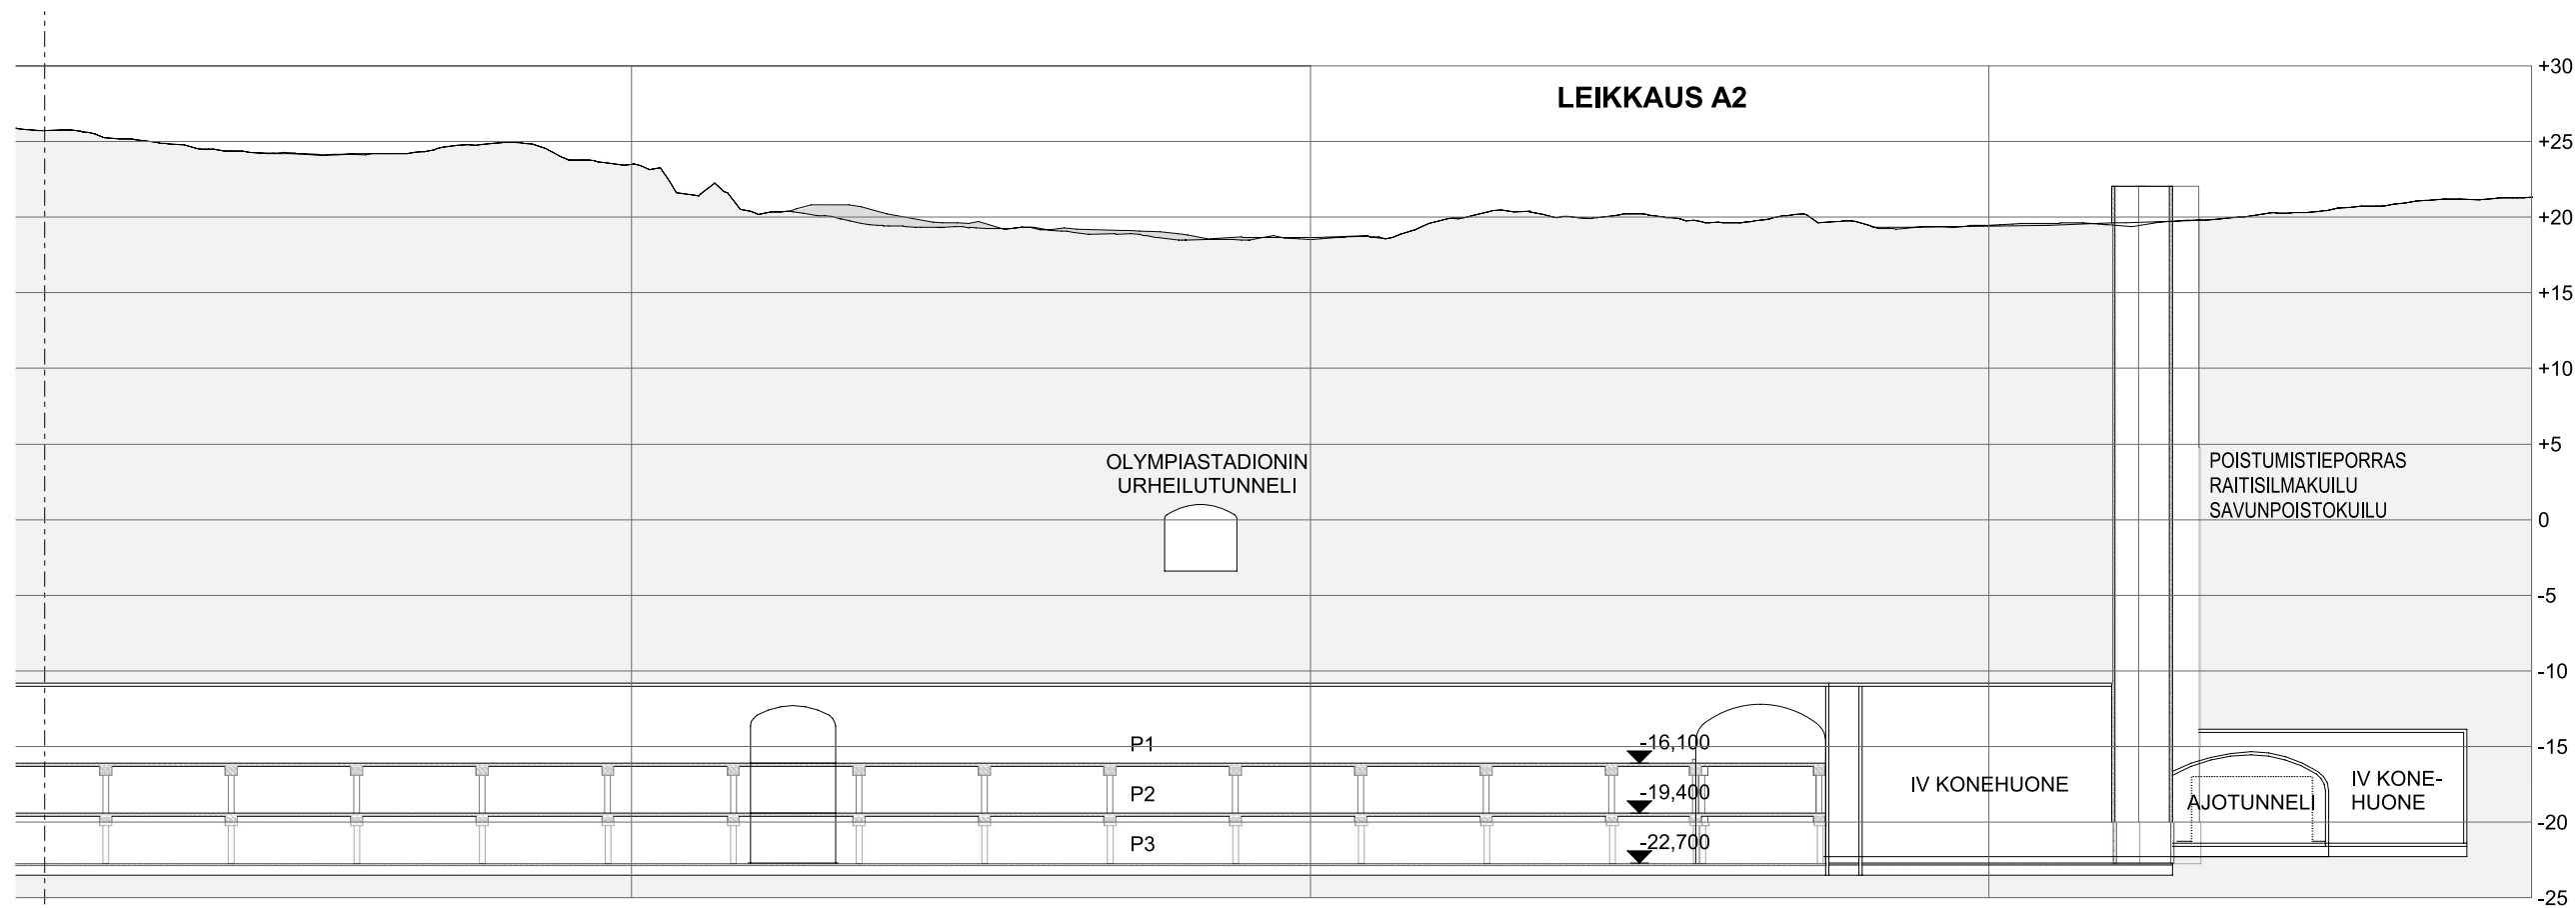 LEIKKAUS A2
+30
+25
+20
+15
+10
+5
0
-5
-10
-15
-20
-25
OLYMPIASTADIONIN
URHEILUTUNNELI
POISTUMISTIEPORRAS
RAITISILMAKUILU
SAVUNPOISTOKUILU
P1
-16,100
P2
-19,400
P3
-22,700
IV KONEHUONE
AJOTUNNELI
IV KONE-
HUONE